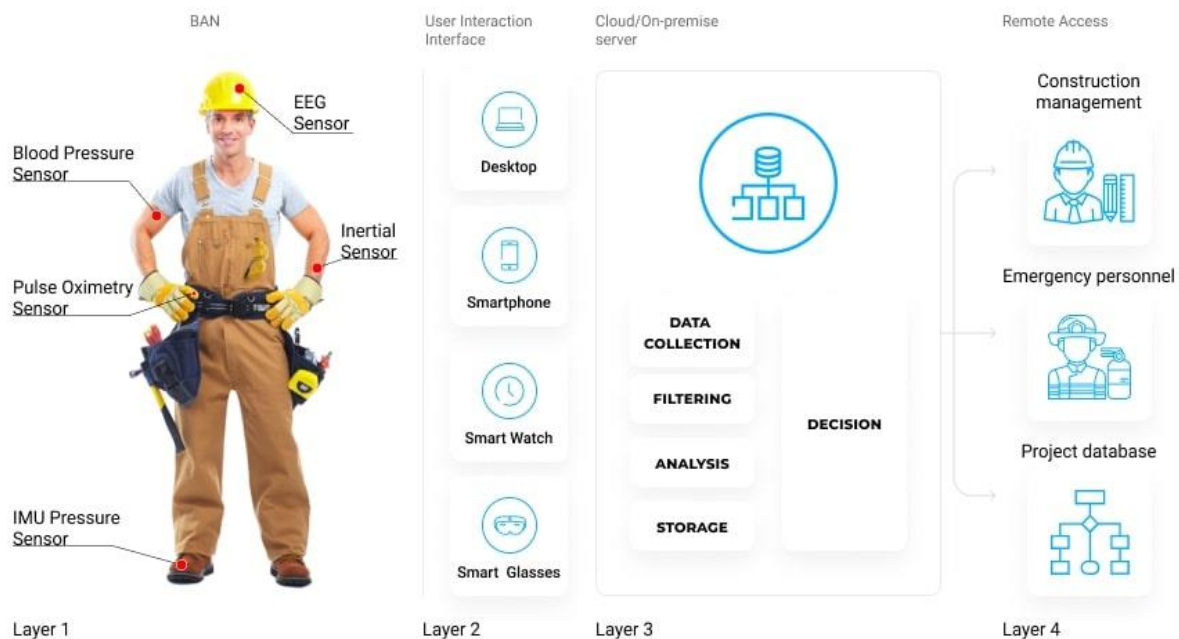 BAN
EEG
Sensor
Blood Pressure
Sensor
Inertial
Sensor
Pulse Oximetry
Sensor
IMU Pressure
Sensor
Layer 1
User Interaction
Interface
Desktop
Smartphone
Smart Watch
Smart Glasses
Layer 2
Cloud/On-premise
server
DATA
COLLECTION
FILTERING
ANALYSIS
STORAGE
DECISION
Layer 3
Remote Access
Construction
management
Emergency personnel
Project database
Layer 4